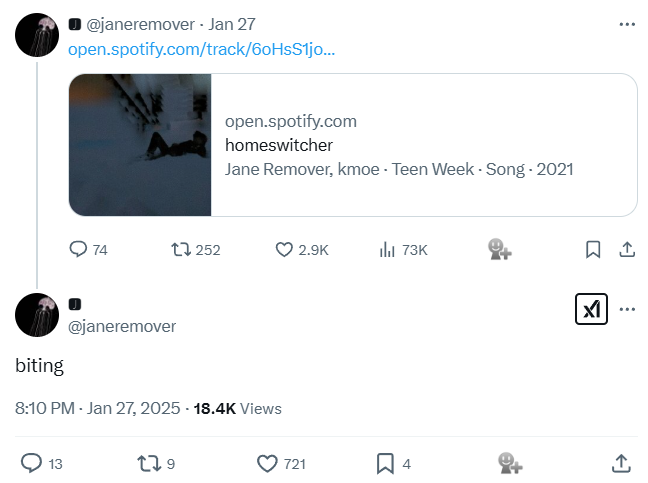 @janeremover · Jan 27
open.spotify.com/track/6oHsS1jo...
open.spotify.com
homeswitcher
Jane Remover, kmoe · Teen Week · Song · 2021
74 252 2.9K 73K
@janeremover
biting
8:10 PM · Jan 27, 2025 · 18.4K Views
13 9 721 4